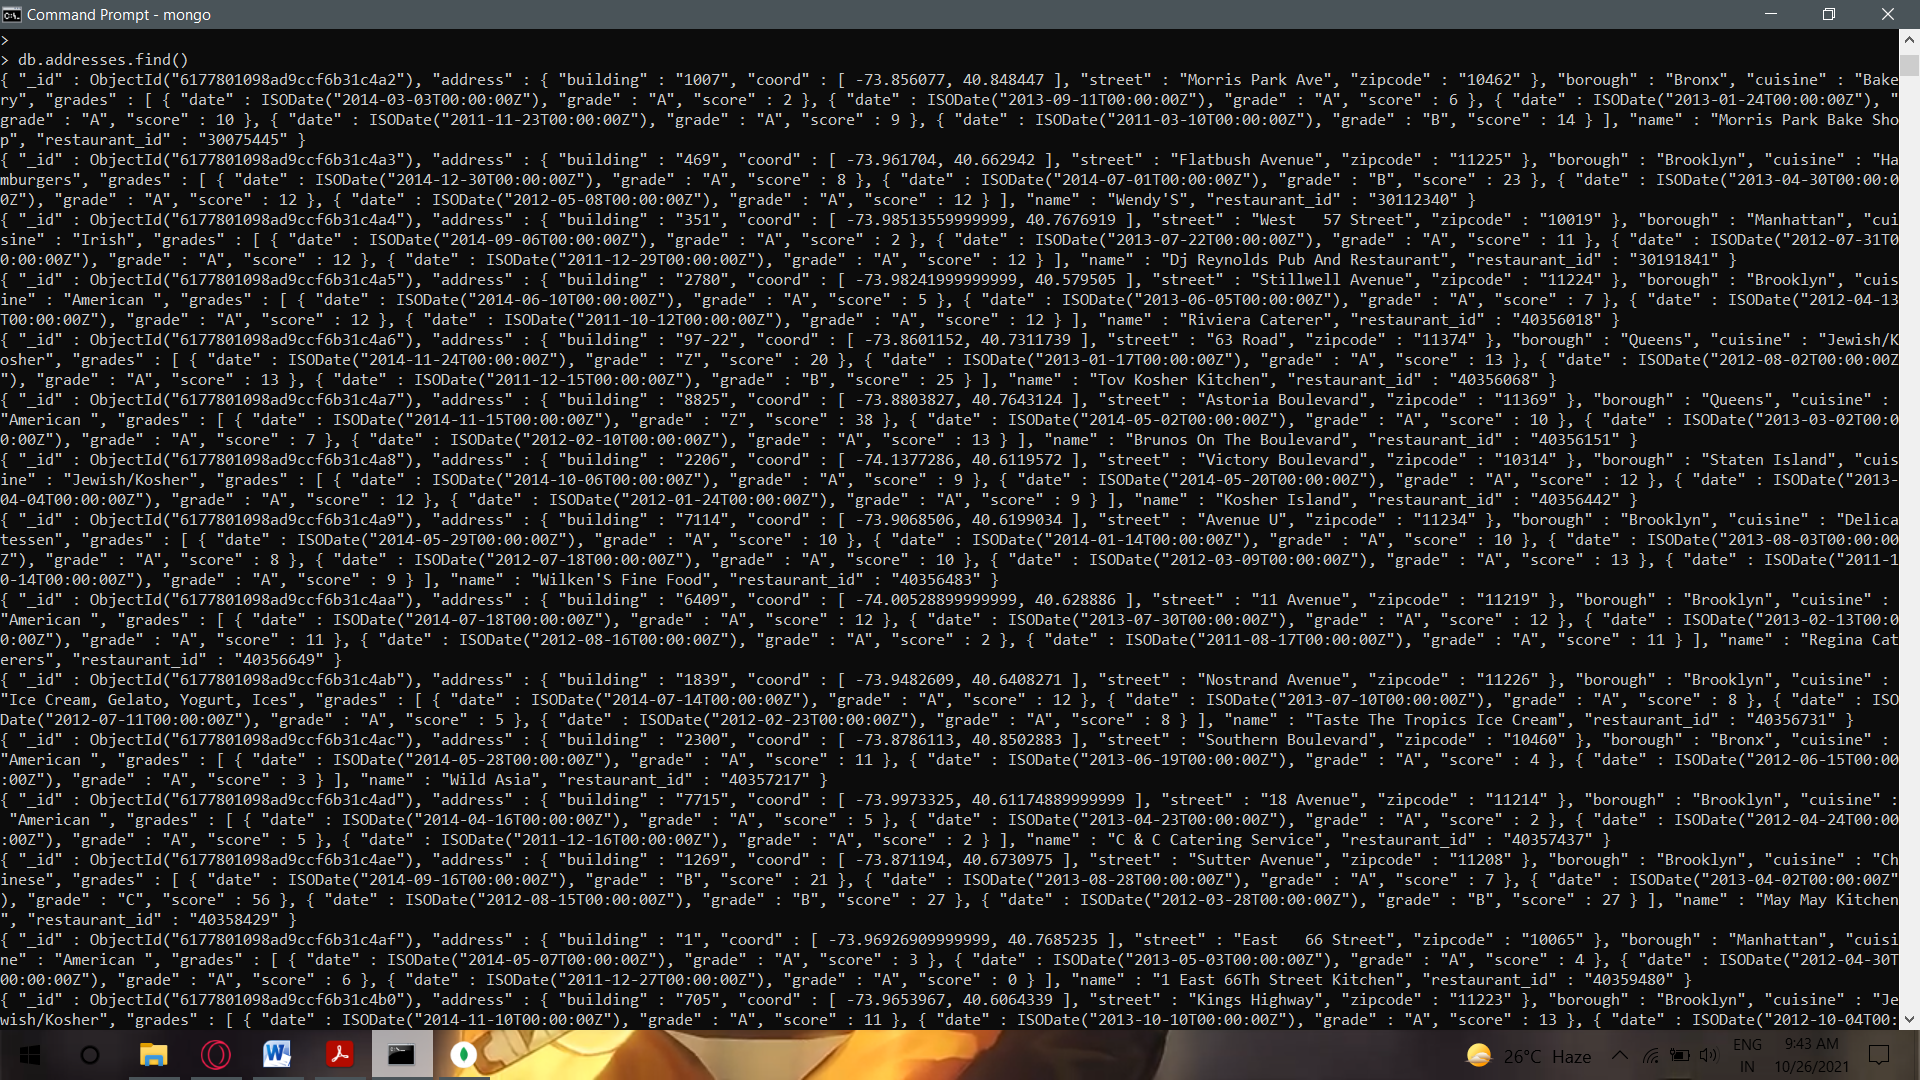 Command Prompt - mongo
>
> db.addresses.find()
{ "_id" : ObjectId("6177801098ad9ccf6b31c4a2"), "address" : { "building" : "1007", "coord" : [ -73.856077, 40.848447 ], "street" : "Morris Park Ave", "zipcode" : "10462" }, "borough" : "Bronx", "cuisine" : "Bake
ry", "grades" : [ { "date" : ISODate("2014-03-03T00:00:00Z"), "grade" : "A", "score" : 2 }, { "date" : ISODate("2013-09-11T00:00:00Z"), "grade" : "A", "score" : 6 }, { "date" : ISODate("2013-01-24T00:00:00Z"), "
grade" : "A", "score" : 10 }, { "date" : ISODate("2011-11-23T00:00:00Z"), "grade" : "A", "score" : 9 }, { "date" : ISODate("2011-03-10T00:00:00Z"), "grade" : "B", "score" : 14 } ], "name" : "Morris Park Bake Sho
p", "restaurant_id" : "30075445" }
{ "_id" : ObjectId("6177801098ad9ccf6b31c4a3"), "address" : { "building" : "469", "coord" : [ -73.961704, 40.662942 ], "street" : "Flatbush Avenue", "zipcode" : "11225" }, "borough" : "Brooklyn", "cuisine" : "Ha
mburgers", "grades" : [ { "date" : ISODate("2014-12-30T00:00:00Z"), "grade" : "A", "score" : 8 }, { "date" : ISODate("2014-07-01T00:00:00Z"), "grade" : "B", "score" : 23 }, { "date" : ISODate("2013-04-30T00:00:0
0Z"), "grade" : "A", "score" : 12 }, { "date" : ISODate("2012-05-08T00:00:00Z"), "grade" : "A", "score" : 12 } ], "name" : "Wendy'S", "restaurant_id" : "30112340" }
{ "_id" : ObjectId("6177801098ad9ccf6b31c4a4"), "address" : { "building" : "351", "coord" : [ -73.98513559999999, 40.7676919 ], "street" : "West   57 Street", "zipcode" : "10019" }, "borough" : "Manhattan", "cui
sine" : "Irish", "grades" : [ { "date" : ISODate("2014-09-06T00:00:00Z"), "grade" : "A", "score" : 2 }, { "date" : ISODate("2013-07-22T00:00:00Z"), "grade" : "A", "score" : 11 }, { "date" : ISODate("2012-07-31T0
0:00:00Z"), "grade" : "A", "score" : 12 }, { "date" : ISODate("2011-12-29T00:00:00Z"), "grade" : "A", "score" : 12 } ], "name" : "Dj Reynolds Pub And Restaurant", "restaurant_id" : "30191841" }
{ "_id" : ObjectId("6177801098ad9ccf6b31c4a5"), "address" : { "building" : "2780", "coord" : [ -73.98241999999999, 40.579505 ], "street" : "Stillwell Avenue", "zipcode" : "11224" }, "borough" : "Brooklyn", "cuis
ine" : "American ", "grades" : [ { "date" : ISODate("2014-06-10T00:00:00Z"), "grade" : "A", "score" : 5 }, { "date" : ISODate("2013-06-05T00:00:00Z"), "grade" : "A", "score" : 7 }, { "date" : ISODate("2012-04-13
T00:00:00Z"), "grade" : "A", "score" : 12 }, { "date" : ISODate("2011-10-12T00:00:00Z"), "grade" : "A", "score" : 12 } ], "name" : "Riviera Caterer", "restaurant_id" : "40356018" }
{ "_id" : ObjectId("6177801098ad9ccf6b31c4a6"), "address" : { "building" : "97-22", "coord" : [ -73.8601152, 40.7311739 ], "street" : "63 Road", "zipcode" : "11374" }, "borough" : "Queens", "cuisine" : "Jewish/K
osher", "grades" : [ { "date" : ISODate("2014-11-24T00:00:00Z"), "grade" : "Z", "score" : 20 }, { "date" : ISODate("2013-01-17T00:00:00Z"), "grade" : "A", "score" : 13 }, { "date" : ISODate("2012-08-02T00:00:00Z
"), "grade" : "A", "score" : 13 }, { "date" : ISODate("2011-12-15T00:00:00Z"), "grade" : "B", "score" : 25 } ], "name" : "Tov Kosher Kitchen", "restaurant_id" : "40356068" }
{ "_id" : ObjectId("6177801098ad9ccf6b31c4a7"), "address" : { "building" : "8825", "coord" : [ -73.8803827, 40.7643124 ], "street" : "Astoria Boulevard", "zipcode" : "11369" }, "borough" : "Queens", "cuisine" :
"American ", "grades" : [ { "date" : ISODate("2014-11-15T00:00:00Z"), "grade" : "Z", "score" : 38 }, { "date" : ISODate("2014-05-02T00:00:00Z"), "grade" : "A", "score" : 10 }, { "date" : ISODate("2013-03-02T00:0
0:00Z"), "grade" : "A", "score" : 7 }, { "date" : ISODate("2012-02-10T00:00:00Z"), "grade" : "A", "score" : 13 } ], "name" : "Brunos On The Boulevard", "restaurant_id" : "40356151" }
{ "_id" : ObjectId("6177801098ad9ccf6b31c4a8"), "address" : { "building" : "2206", "coord" : [ -74.1377286, 40.6119572 ], "street" : "Victory Boulevard", "zipcode" : "10314" }, "borough" : "Staten Island", "cuis
ine" : "Jewish/Kosher", "grades" : [ { "date" : ISODate("2014-10-06T00:00:00Z"), "grade" : "A", "score" : 9 }, { "date" : ISODate("2014-05-20T00:00:00Z"), "grade" : "A", "score" : 12 }, { "date" : ISODate("2013-
04-04T00:00:00Z"), "grade" : "A", "score" : 12 }, { "date" : ISODate("2012-01-24T00:00:00Z"), "grade" : "A", "score" : 9 } ], "name" : "Kosher Island", "restaurant_id" : "40356442" }
{ "_id" : ObjectId("6177801098ad9ccf6b31c4a9"), "address" : { "building" : "7114", "coord" : [ -73.9068506, 40.6199034 ], "street" : "Avenue U", "zipcode" : "11234" }, "borough" : "Brooklyn", "cuisine" : "Delica
tessen", "grades" : [ { "date" : ISODate("2014-05-29T00:00:00Z"), "grade" : "A", "score" : 10 }, { "date" : ISODate("2014-01-14T00:00:00Z"), "grade" : "A", "score" : 10 }, { "date" : ISODate("2013-08-03T00:00:00
Z"), "grade" : "A", "score" : 8 }, { "date" : ISODate("2012-07-18T00:00:00Z"), "grade" : "A", "score" : 10 }, { "date" : ISODate("2012-03-09T00:00:00Z"), "grade" : "A", "score" : 13 }, { "date" : ISODate("2011-1
0-14T00:00:00Z"), "grade" : "A", "score" : 9 } ], "name" : "Wilken'S Fine Food", "restaurant_id" : "40356483" }
{ "_id" : ObjectId("6177801098ad9ccf6b31c4aa"), "address" : { "building" : "6409", "coord" : [ -74.00528899999999, 40.628886 ], "street" : "11 Avenue", "zipcode" : "11219" }, "borough" : "Brooklyn", "cuisine" :
"American ", "grades" : [ { "date" : ISODate("2014-07-18T00:00:00Z"), "grade" : "A", "score" : 12 }, { "date" : ISODate("2013-07-30T00:00:00Z"), "grade" : "A", "score" : 12 }, { "date" : ISODate("2013-02-13T00:0
0:00Z"), "grade" : "A", "score" : 11 }, { "date" : ISODate("2012-08-16T00:00:00Z"), "grade" : "A", "score" : 2 }, { "date" : ISODate("2011-08-17T00:00:00Z"), "grade" : "A", "score" : 11 } ], "name" : "Regina Cat
erers", "restaurant_id" : "40356649" }
{ "_id" : ObjectId("6177801098ad9ccf6b31c4ab"), "address" : { "building" : "1839", "coord" : [ -73.9482609, 40.6408271 ], "street" : "Nostrand Avenue", "zipcode" : "11226" }, "borough" : "Brooklyn", "cuisine" :
"Ice Cream, Gelato, Yogurt, Ices", "grades" : [ { "date" : ISODate("2014-07-14T00:00:00Z"), "grade" : "A", "score" : 12 }, { "date" : ISODate("2013-07-10T00:00:00Z"), "grade" : "A", "score" : 8 }, { "date" : ISO
Date("2012-07-11T00:00:00Z"), "grade" : "A", "score" : 5 }, { "date" : ISODate("2012-02-23T00:00:00Z"), "grade" : "A", "score" : 8 } ], "name" : "Taste The Tropics Ice Cream", "restaurant_id" : "40356731" }
{ "_id" : ObjectId("6177801098ad9ccf6b31c4ac"), "address" : { "building" : "2300", "coord" : [ -73.8786113, 40.8502883 ], "street" : "Southern Boulevard", "zipcode" : "10460" }, "borough" : "Bronx", "cuisine" :
"American ", "grades" : [ { "date" : ISODate("2014-05-28T00:00:00Z"), "grade" : "A", "score" : 11 }, { "date" : ISODate("2013-06-19T00:00:00Z"), "grade" : "A", "score" : 4 }, { "date" : ISODate("2012-06-15T00:00
:00Z"), "grade" : "A", "score" : 3 } ], "name" : "Wild Asia", "restaurant_id" : "40357217" }
{ "_id" : ObjectId("6177801098ad9ccf6b31c4ad"), "address" : { "building" : "7715", "coord" : [ -73.9973325, 40.61174889999999 ], "street" : "18 Avenue", "zipcode" : "11214" }, "borough" : "Brooklyn", "cuisine" :
 "American ", "grades" : [ { "date" : ISODate("2014-04-16T00:00:00Z"), "grade" : "A", "score" : 5 }, { "date" : ISODate("2013-04-23T00:00:00Z"), "grade" : "A", "score" : 2 }, { "date" : ISODate("2012-04-24T00:00
:00Z"), "grade" : "A", "score" : 5 }, { "date" : ISODate("2011-12-16T00:00:00Z"), "grade" : "A", "score" : 2 } ], "name" : "C & C Catering Service", "restaurant_id" : "40357437" }
{ "_id" : ObjectId("6177801098ad9ccf6b31c4ae"), "address" : { "building" : "1269", "coord" : [ -73.871194, 40.6730975 ], "street" : "Sutter Avenue", "zipcode" : "11208" }, "borough" : "Brooklyn", "cuisine" : "Ch
inese", "grades" : [ { "date" : ISODate("2014-09-16T00:00:00Z"), "grade" : "B", "score" : 21 }, { "date" : ISODate("2013-08-28T00:00:00Z"), "grade" : "A", "score" : 7 }, { "date" : ISODate("2013-04-02T00:00:00Z"
), "grade" : "C", "score" : 56 }, { "date" : ISODate("2012-08-15T00:00:00Z"), "grade" : "B", "score" : 27 }, { "date" : ISODate("2012-03-28T00:00:00Z"), "grade" : "B", "score" : 27 } ], "name" : "May May Kitchen
", "restaurant_id" : "40358429" }
{ "_id" : ObjectId("6177801098ad9ccf6b31c4af"), "address" : { "building" : "1", "coord" : [ -73.96926909999999, 40.7685235 ], "street" : "East   66 Street", "zipcode" : "10065" }, "borough" : "Manhattan", "cuisi
ne" : "American ", "grades" : [ { "date" : ISODate("2014-05-07T00:00:00Z"), "grade" : "A", "score" : 3 }, { "date" : ISODate("2013-05-03T00:00:00Z"), "grade" : "A", "score" : 4 }, { "date" : ISODate("2012-04-30T
00:00:00Z"), "grade" : "A", "score" : 6 }, { "date" : ISODate("2011-12-27T00:00:00Z"), "grade" : "A", "score" : 0 } ], "name" : "1 East 66Th Street Kitchen", "restaurant_id" : "40359480" }
{ "_id" : ObjectId("6177801098ad9ccf6b31c4b0"), "address" : { "building" : "705", "coord" : [ -73.9653967, 40.6064339 ], "street" : "Kings Highway", "zipcode" : "11223" }, "borough" : "Brooklyn", "cuisine" : "Je
wish/Kosher", "grades" : [ { "date" : ISODate("2014-11-10T00:00:00Z"), "grade" : "A", "score" : 11 }, { "date" : ISODate("2013-10-10T00:00:00Z"), "grade" : "A", "score" : 13 }, { "date" : ISODate("2012-10-04T00:
26°C Haze
ENG
IN
9:43 AM
10/26/2021